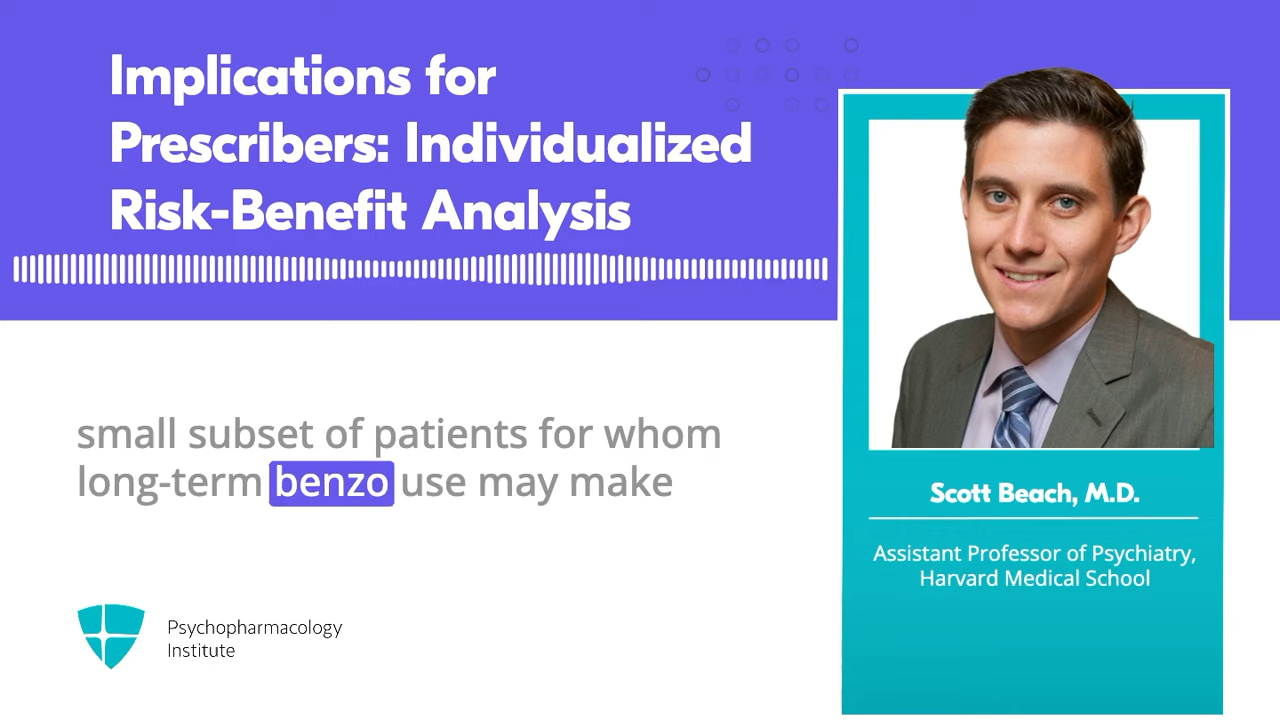 Implications for
Prescribers: Individualized
Risk-Benefit Analysis
small subset of patients for whom
long-term benzo use may make
Psychopharmacology
Institute
Scott Beach, M.D.
Assistant Professor of Psychiatry,
Harvard Medical School